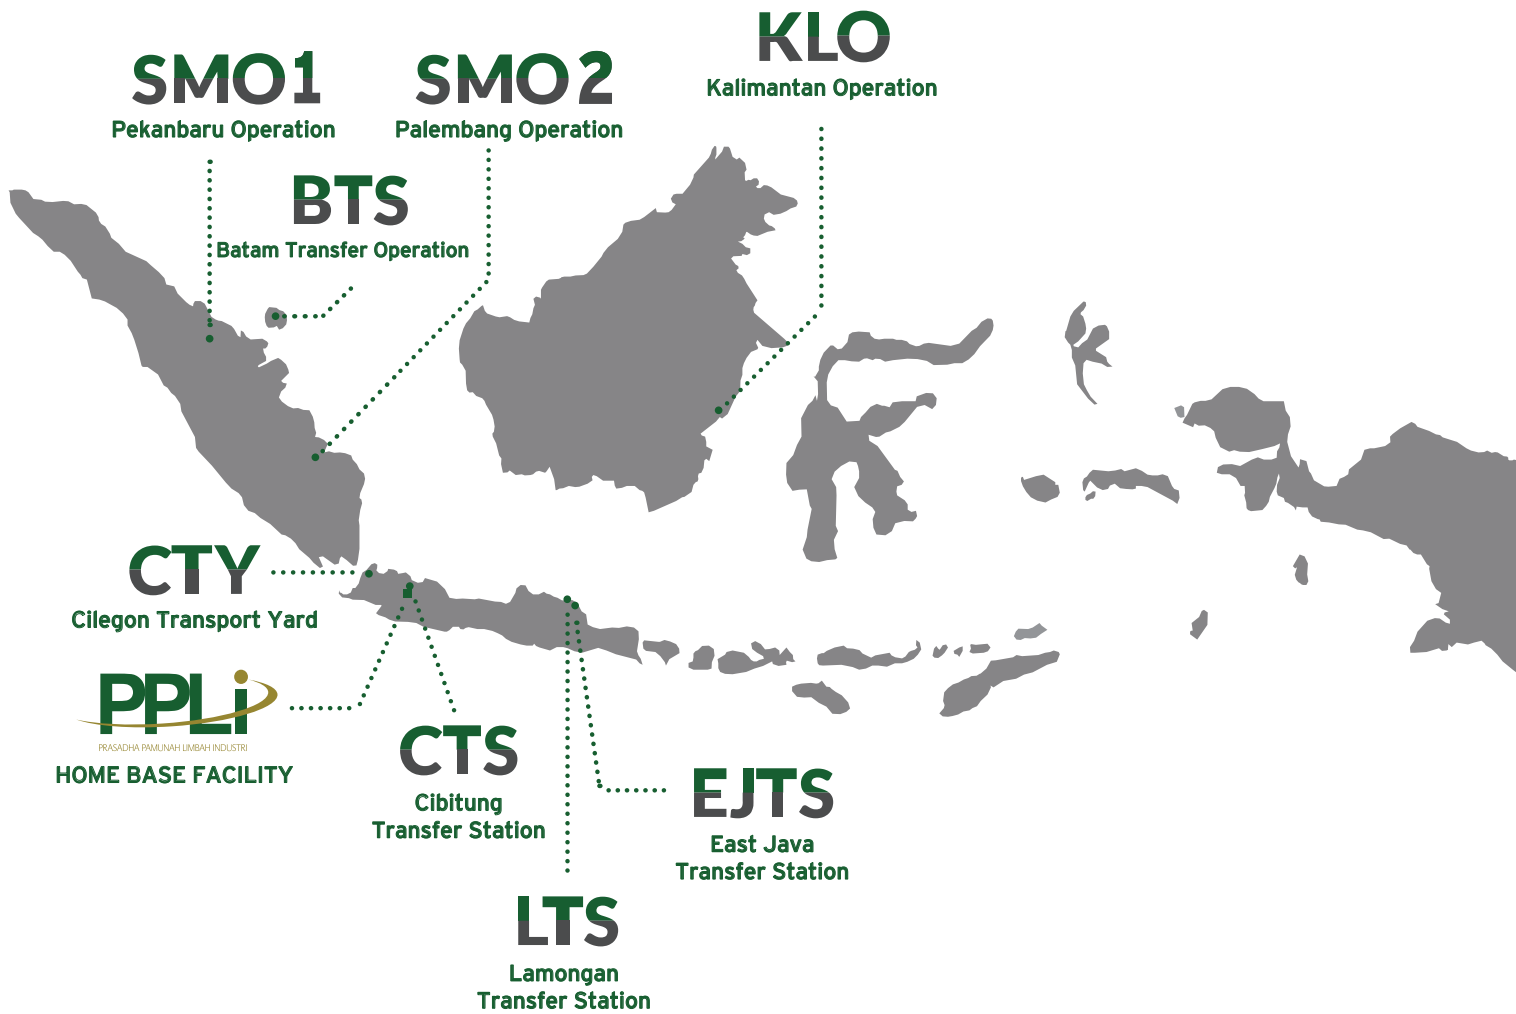 KLO
Kalimantan Operation
SMO1
Pekanbaru Operation
SMO2
Palembang Operation
BTS
Batam Transfer Operation
CTY
Cilegon Transport Yard
PPLi
PRASADHA PAMUNAH LIMBAH INDUSTRI
HOME BASE FACILITY
CTS
Cibitung
Transfer Station
EJTS
East Java
Transfer Station
LTS
Lamongan
Transfer Station